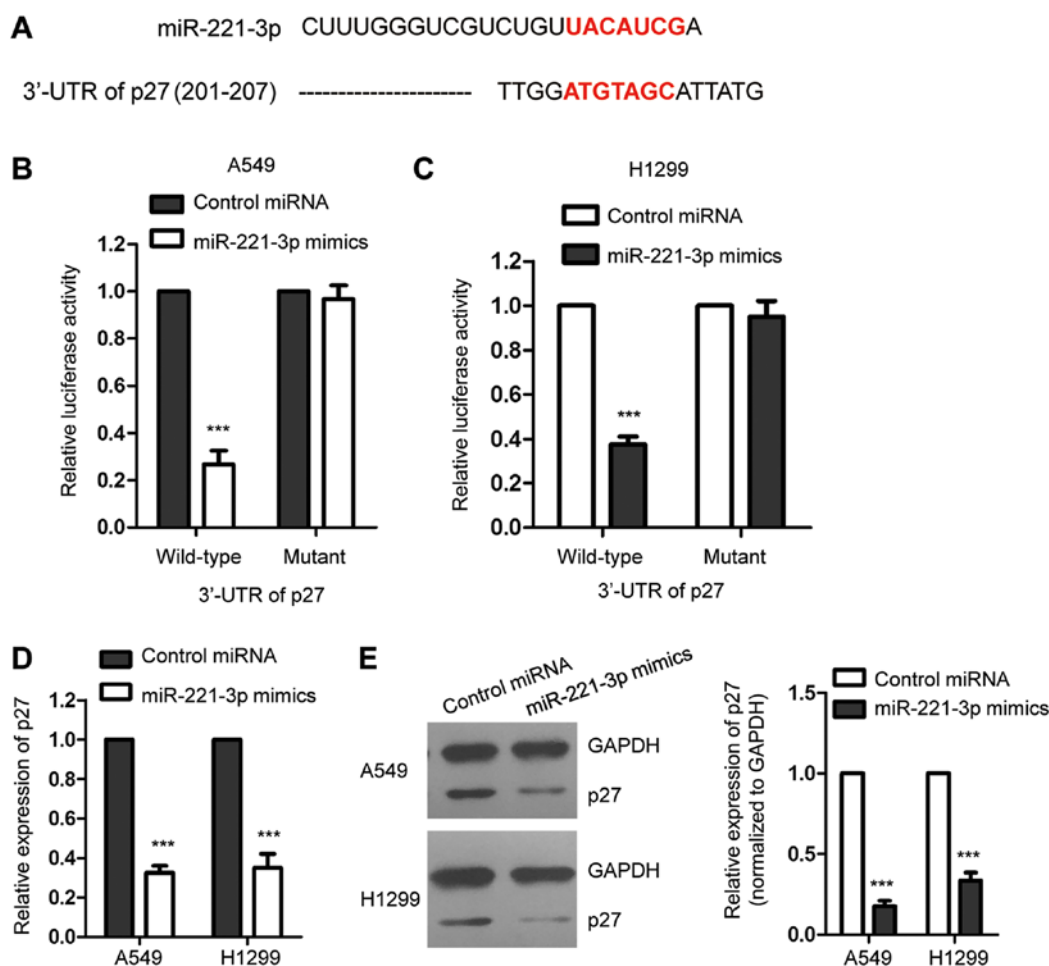 A
miR-221-3p CUUUGGGUCGUCUGUUACAUCGA
3’-UTR of p27 (201-207) ---------------------- TTGGATGTAGCATTATG
B
A549
Control miRNA
miR-221-3p mimics
Relative luciferase activity
1.2
1.0
0.8
0.6
0.4
0.2
0.0
***
Wild-type Mutant
3’-UTR of p27
C
H1299
Control miRNA
miR-221-3p mimics
Relative luciferase activity
1.2
1.0
0.8
0.6
0.4
0.2
0.0
***
Wild-type Mutant
3’-UTR of p27
D
Control miRNA
miR-221-3p mimics
Relative expression of p27
1.2
1.0
0.8
0.6
0.4
0.2
0.0
*** ***
A549 H1299
E
Control miRNA
miR-221-3p mimics
A549
GAPDH
p27
H1299
GAPDH
p27
Control miRNA
miR-221-3p mimics
Relative expression of p27
(normalized to GAPDH)
1.5
1.0
0.5
0.0
*** ***
A549 H1299